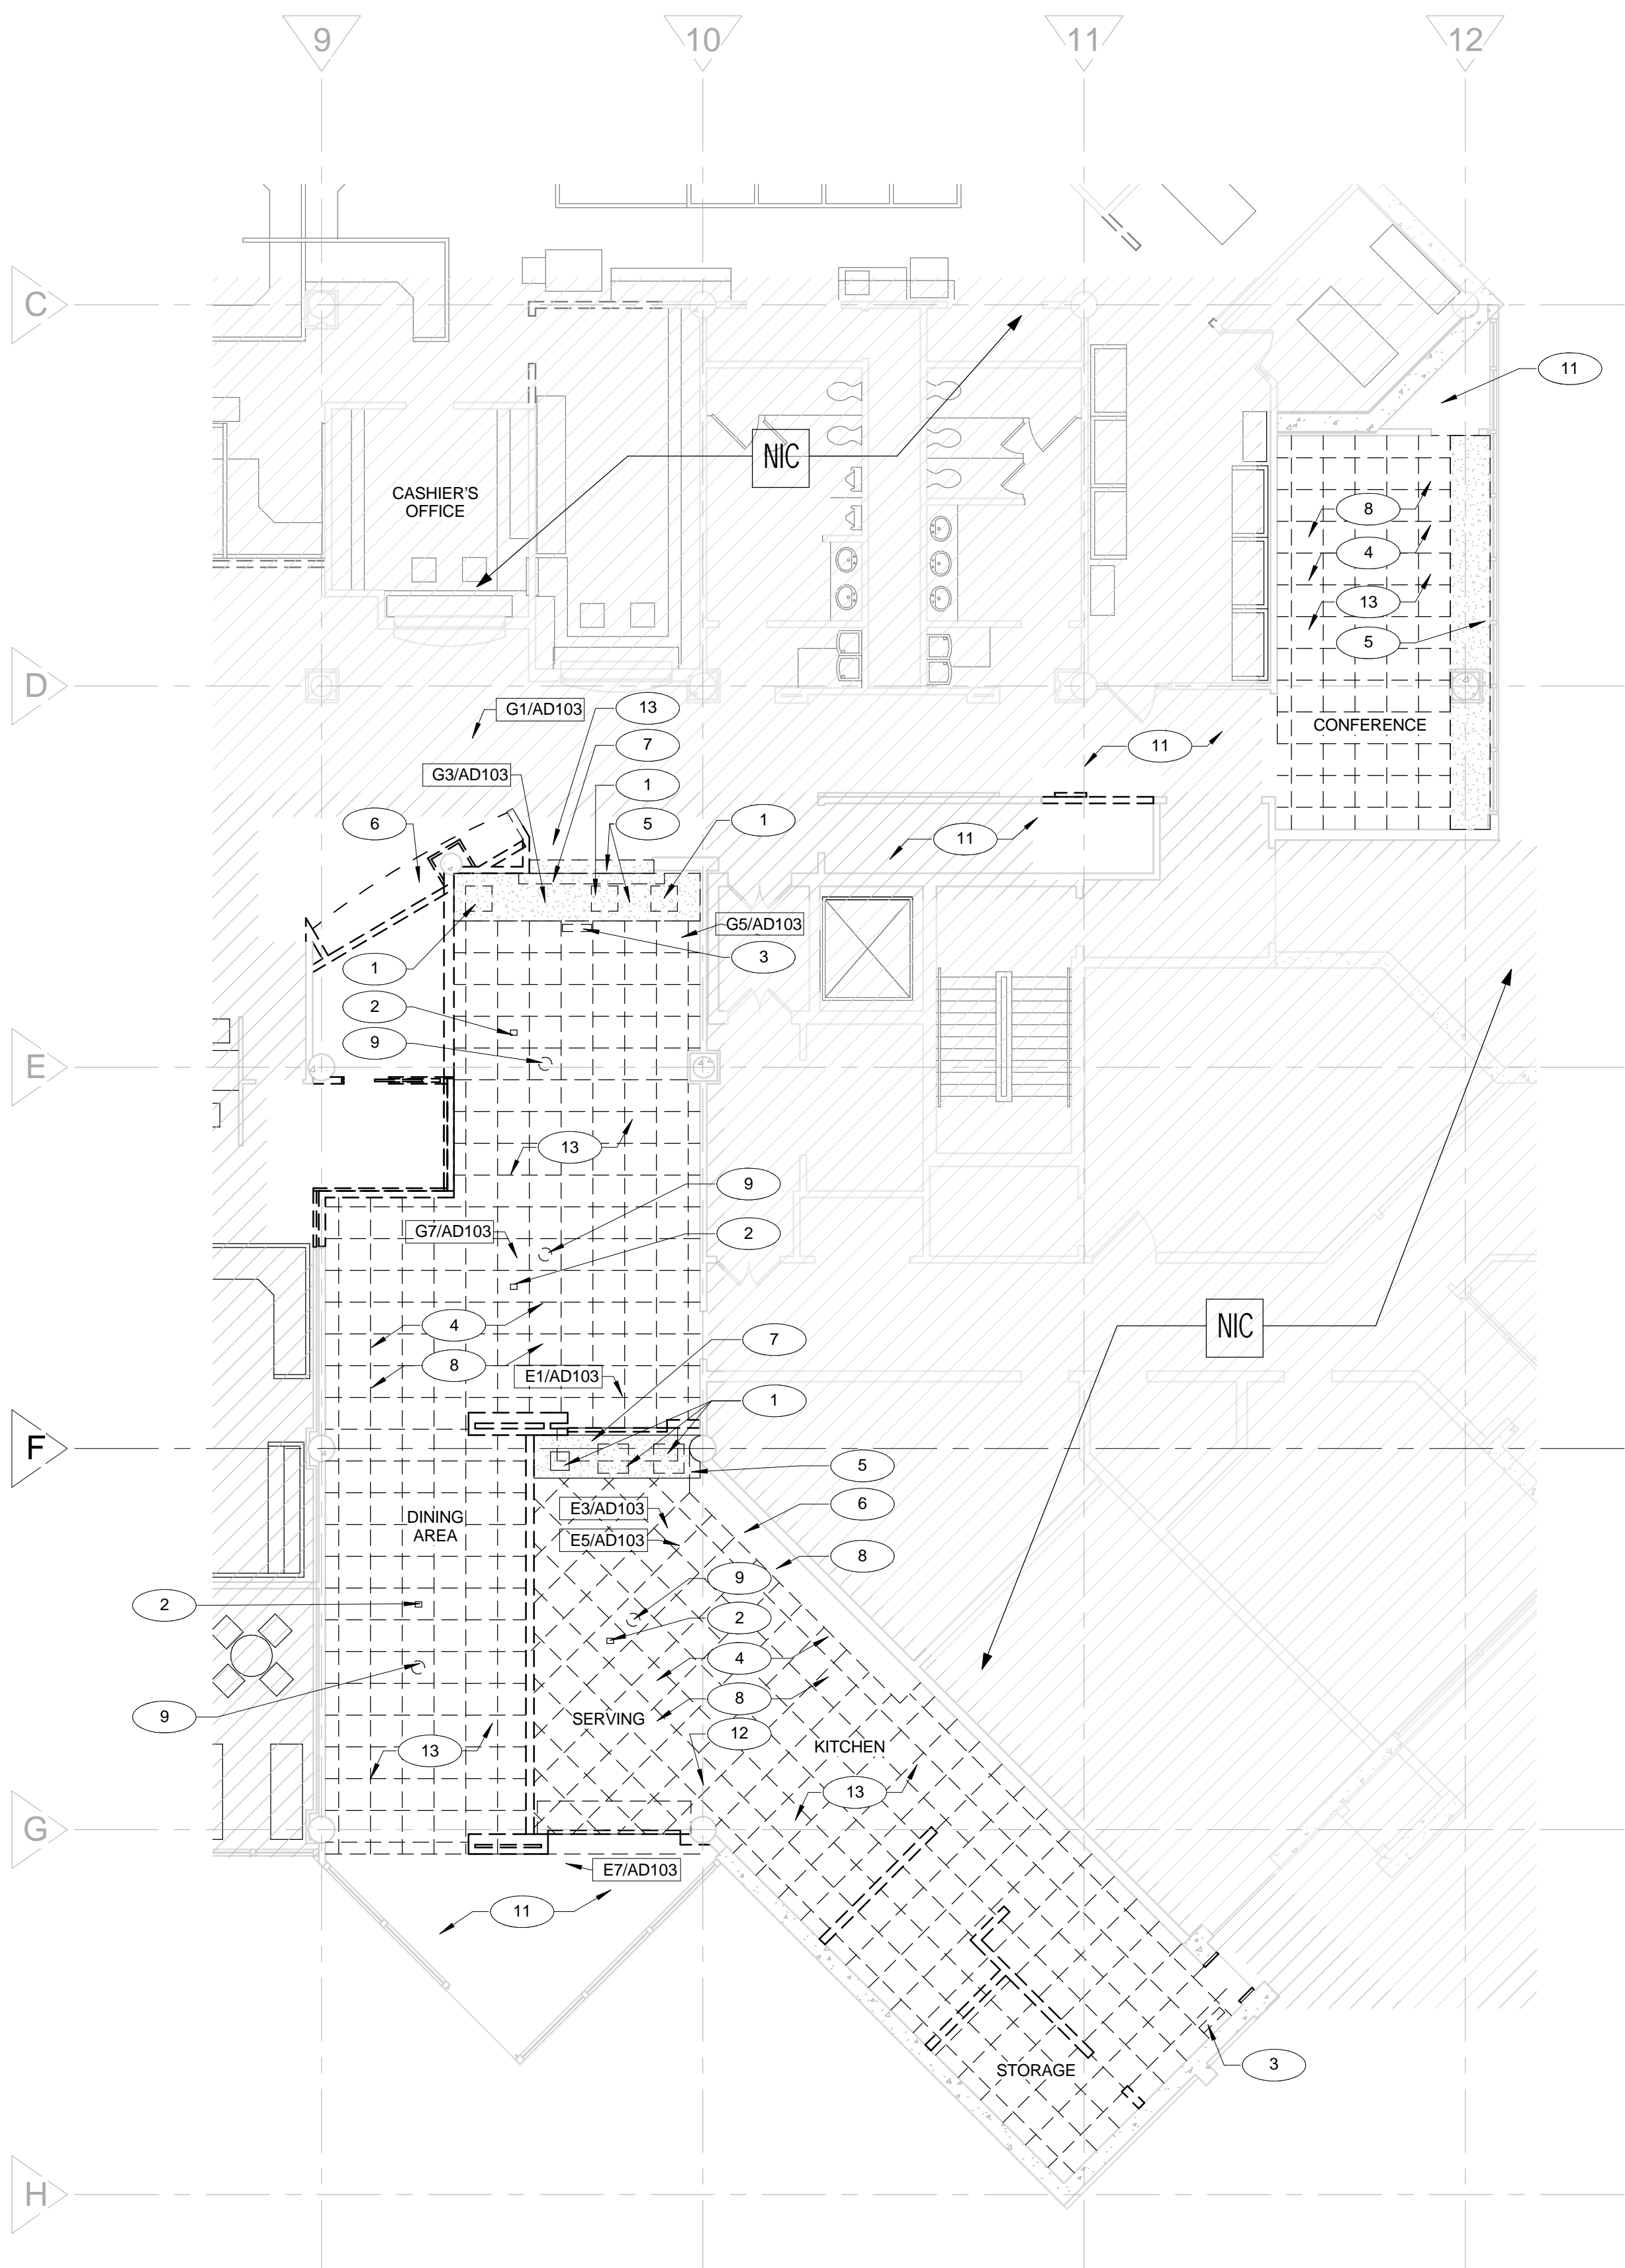 9
10
11
12
C
11
NIC
CASHIER'S
OFFICE
8
4
13
5
D
G1/AD103
13
CONFERENCE
7
11
G3/AD103
1
6
5
1
11
G5/AD103
3
1
2
9
E
13
9
G7/AD103
2
4
NIC
7
8
E1/AD103
1
F
5
E3/AD103
6
DINING
AREA
E5/AD103
8
9
2
2
4
8
9
SERVING
12
KITCHEN
13
13
G
E7/AD103
11
STORAGE
3
H